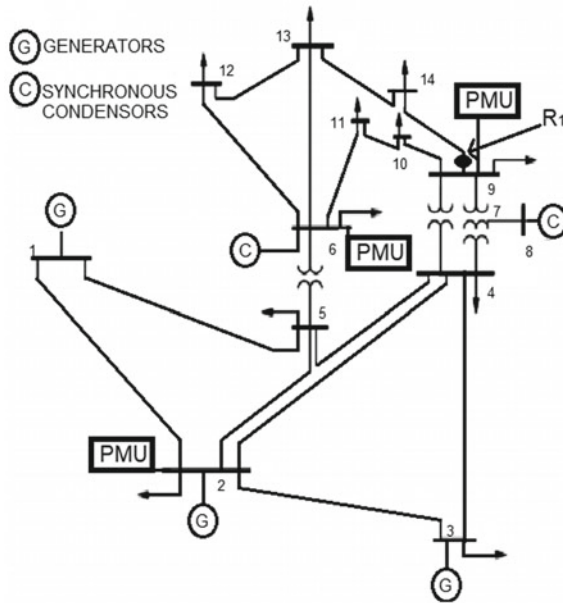 G GENERATORS
C SYNCHRONOUS
CONDENSORS
13
12
14
PMU
11
10
R1
9
G
7
C
8
1
C
6
PMU
4
5
PMU
2
G
3
G